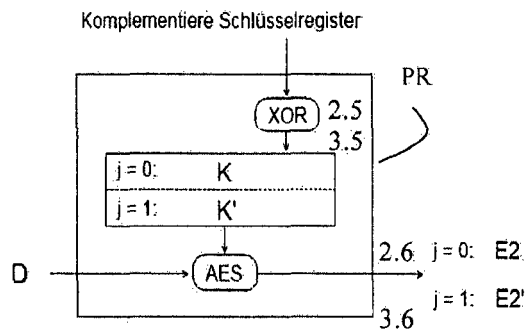 Komplementiere Schlüsselregister
PR
XOR 2.5
3.5
j = 0: K
j = 1: K'
2.6 j = 0: E2
D AES
j = 1: E2'
3.6